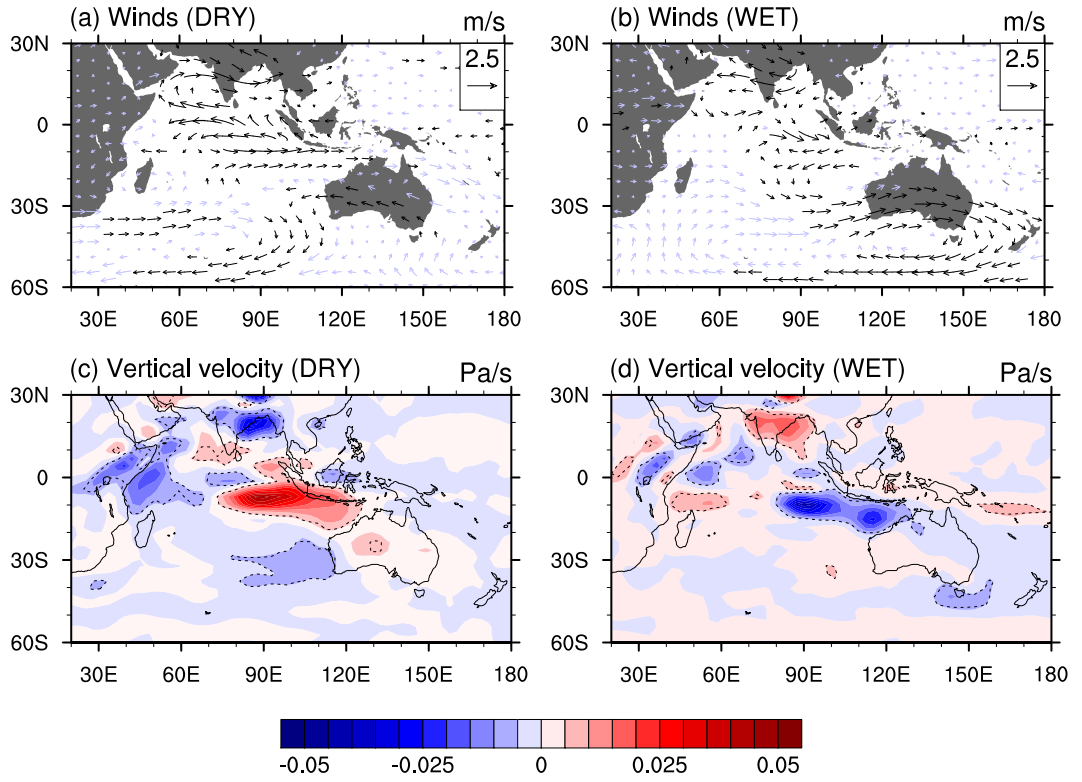 (a) Winds (DRY) m/s
(b) Winds (WET) m/s
30N
0
30S
60S
2.5
30E 60E 90E 120E 150E 180
30N
0
30S
60S
2.5
30E 60E 90E 120E 150E 180
(c) Vertical velocity (DRY) Pa/s
(d) Vertical velocity (WET) Pa/s
30N
0
30S
60S
30E 60E 90E 120E 150E 180
30N
0
30S
60S
30E 60E 90E 120E 150E 180
-0.05 -0.025 0 0.025 0.05